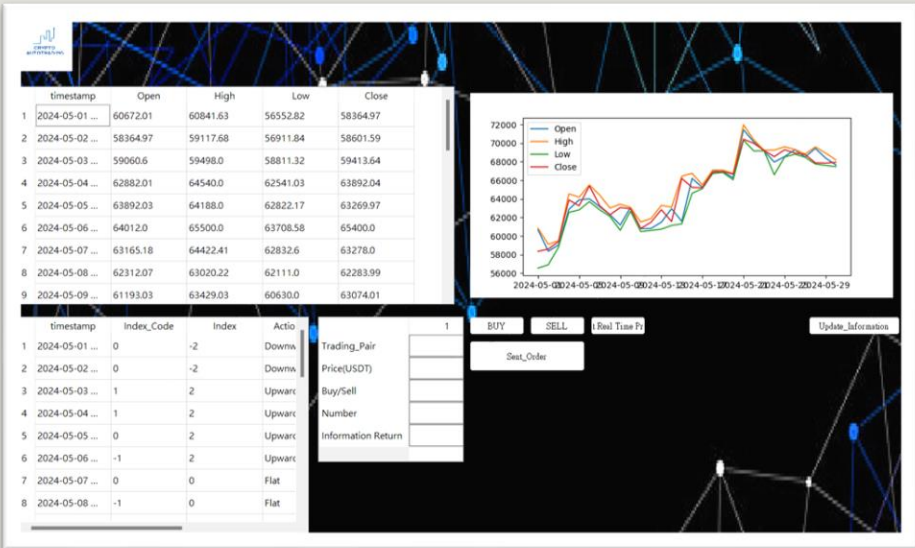 CRYPTO
AUTOTRADING
timestamp Open High Low Close
1 2024-05-01 ... 60672.01 60841.63 56552.82 58364.97
2 2024-05-02 ... 58364.97 59117.68 56911.84 58601.59
3 2024-05-03 ... 59060.6 59498.0 58811.32 59413.64
4 2024-05-04 ... 62882.01 64540.0 62541.03 63892.04
5 2024-05-05 ... 63892.03 64188.0 62822.17 63269.97
6 2024-05-06 ... 64012.0 65500.0 63708.58 65400.0
7 2024-05-07 ... 63165.18 64422.41 62832.6 63278.0
8 2024-05-08 ... 62312.07 63020.22 62111.0 62283.99
9 2024-05-09 ... 61193.03 63429.03 60630.0 63074.01
Open
High
Low
Close
72000
70000
68000
66000
64000
62000
60000
58000
56000
2024-05-29
timestamp Index_Code Index Actio
1 2024-05-01 ... 0 -2 Downw
2 2024-05-02 ... 0 -2 Downw
3 2024-05-03 ... 1 2 Upward
4 2024-05-04 ... 1 2 Upward
5 2024-05-05 ... 0 2 Upward
6 2024-05-06 ... -1 2 Upward
7 2024-05-07 ... 0 0 Flat
8 2024-05-08 ... -1 0 Flat
1
Trading_Pair
Price(USDT)
Buy/Sell
Number
Information Return
BUY SELL t Real Time Pr Update_Information
Sent_Order